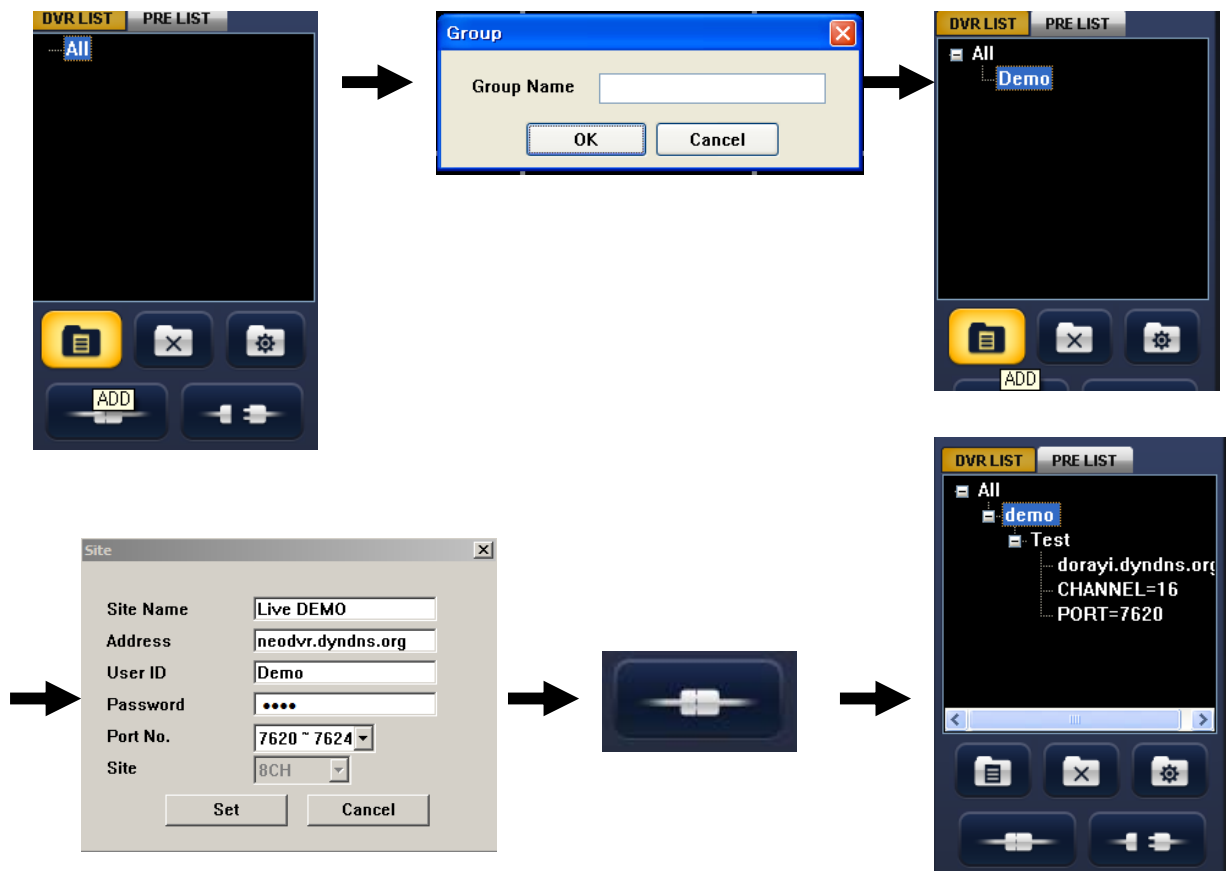 DVR LIST PRE LIST
All
ADD
Group
Group Name
OK Cancel
DVR LIST PRE LIST
All
Demo
ADD
Site
Site Name Live DEMO
Address neodvr.dyndns.org
User ID Demo
Password ••••
Port No. 7620 ~ 7624
Site 8CH
Set Cancel
DVR LIST PRE LIST
All
demo
Test
dorayi.dyndns.org
CHANNEL=16
PORT=7620